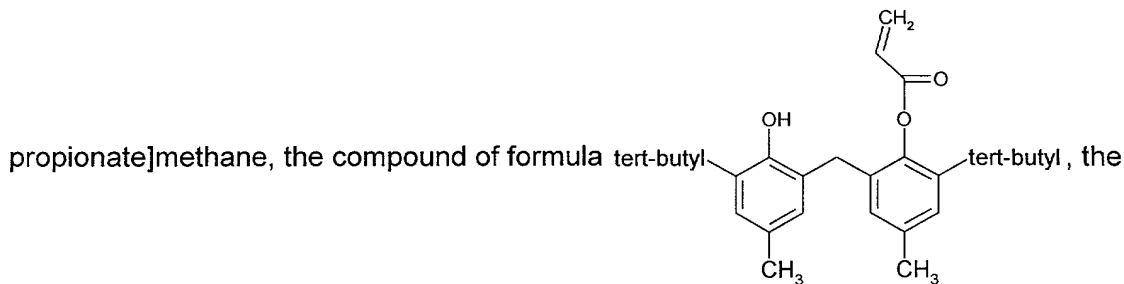 CH₂
O
OH
O
propionate]methane, the compound of formula tert-butyl tert-butyl, the
CH₃ CH₃